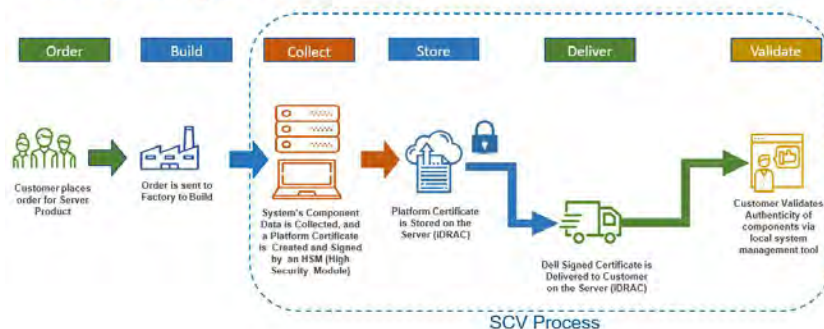 Order
Build
Collect
Store
Deliver
Validate
Customer places
order for Server
Product
Order is sent to
Factory to Build
System's Component
Data is Collected, and
a Platform Certificate
is Created and Signed
by an HSM (High
Security Module)
Platform Certificate
is Stored on the
Server (iDRAC)
Dell Signed Certificate is
Delivered to Customer
on the Server (iDRAC)
Customer Validates
Authenticity of
components via
local system
management tool
SCV Process